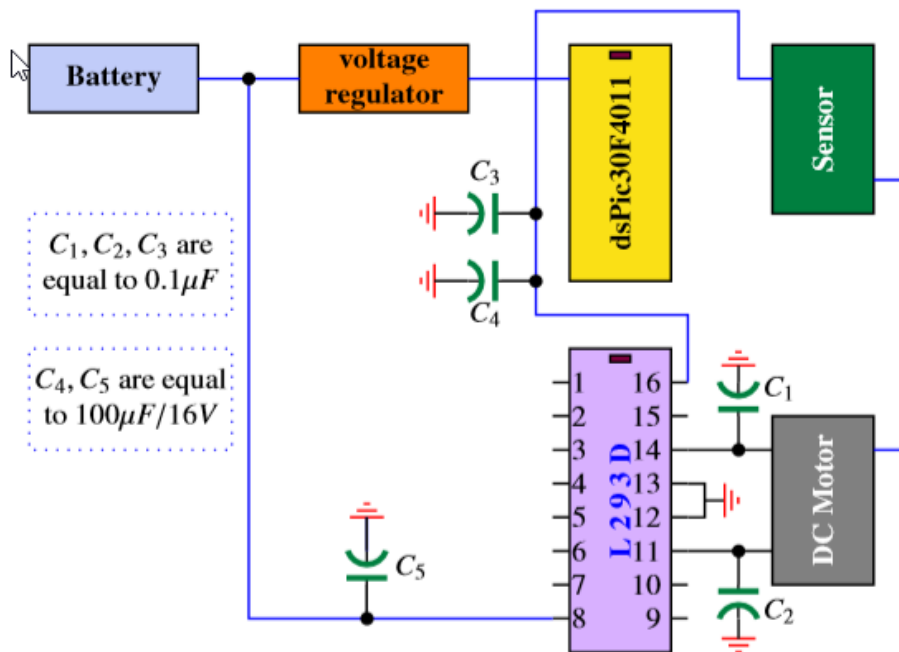 Battery
voltage
regulator
dsPic30F4011
Sensor
C₃
C₄
C₁, C₂, C₃ are
equal to 0.1μF
C₄, C₅ are equal
to 100μF/16V
L293D
1 16
2 15
3 14
4 13
5 12
6 11
7 10
8 9
C₁
C₂
DC Motor
C₅